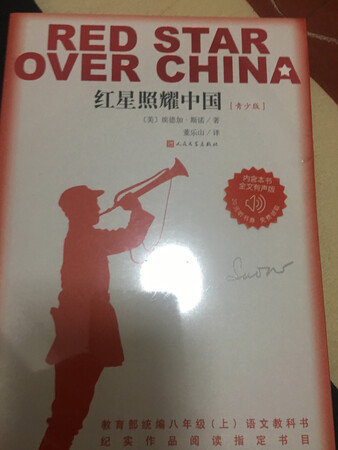 RED STAR
OVER CHINA
红星照耀中国 [青少版]
(美) 埃德加·斯诺/著
董乐山/译
人民文学出版社
内含本书
全文有声版
Snow
教育部统编八年级(上)语文教科书
纪实作品阅读指定书目